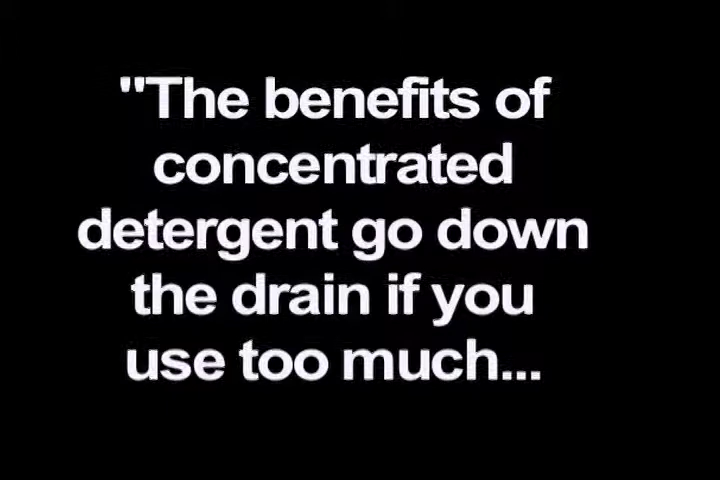 "The benefits of
concentrated
detergent go down
the drain if you
use too much...